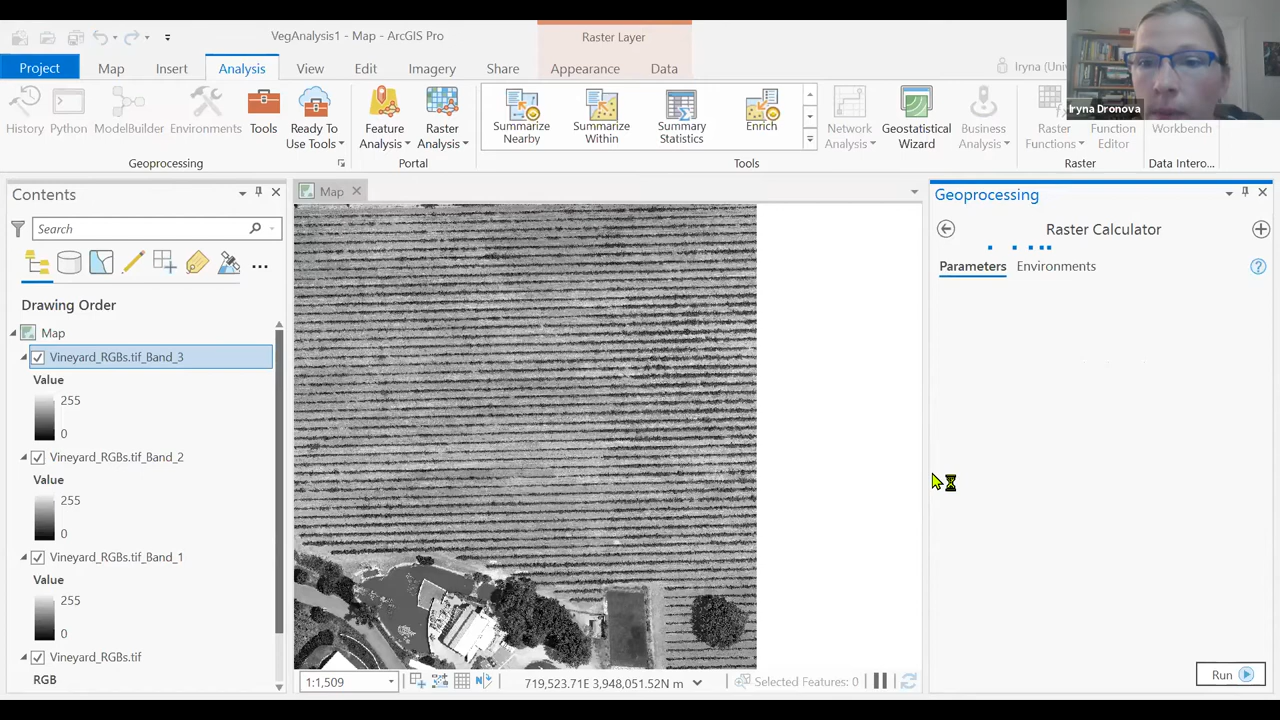 VegAnalysis1 - Map - ArcGIS Pro
Raster Layer
Iryna (Uni
Iryna Dronova
Project
Map
Insert
Analysis
View
Edit
Imagery
Share
Appearance
Data
History
Python
ModelBuilder
Environments
Tools
Ready To
Use Tools
Feature
Analysis
Raster
Analysis
Summarize
Nearby
Summarize
Within
Summary
Statistics
Enrich
Network
Analysis
Geostatistical
Wizard
Business
Analysis
Raster
Functions
Function
Editor
Workbench
Geoprocessing
Portal
Tools
Raster
Data Intero...
Contents
Search
Drawing Order
Map
Vineyard_RGBs.tif_Band_3
Value
255
0
Vineyard_RGBs.tif_Band_2
Value
255
0
Vineyard_RGBs.tif_Band_1
Value
255
0
Vineyard_RGBs.tif
RGB
Map
1:1,509
719,523.71E 3,948,051.52N m
Selected Features: 0
Geoprocessing
Raster Calculator
Parameters
Environments
Run